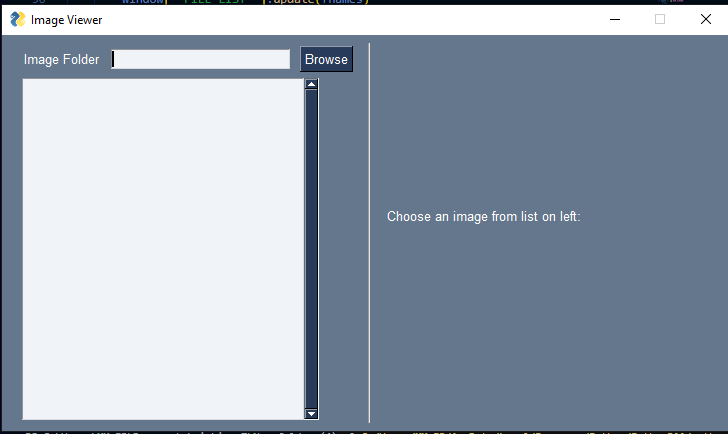 Image Viewer
Image Folder
Browse
Choose an image from list on left: